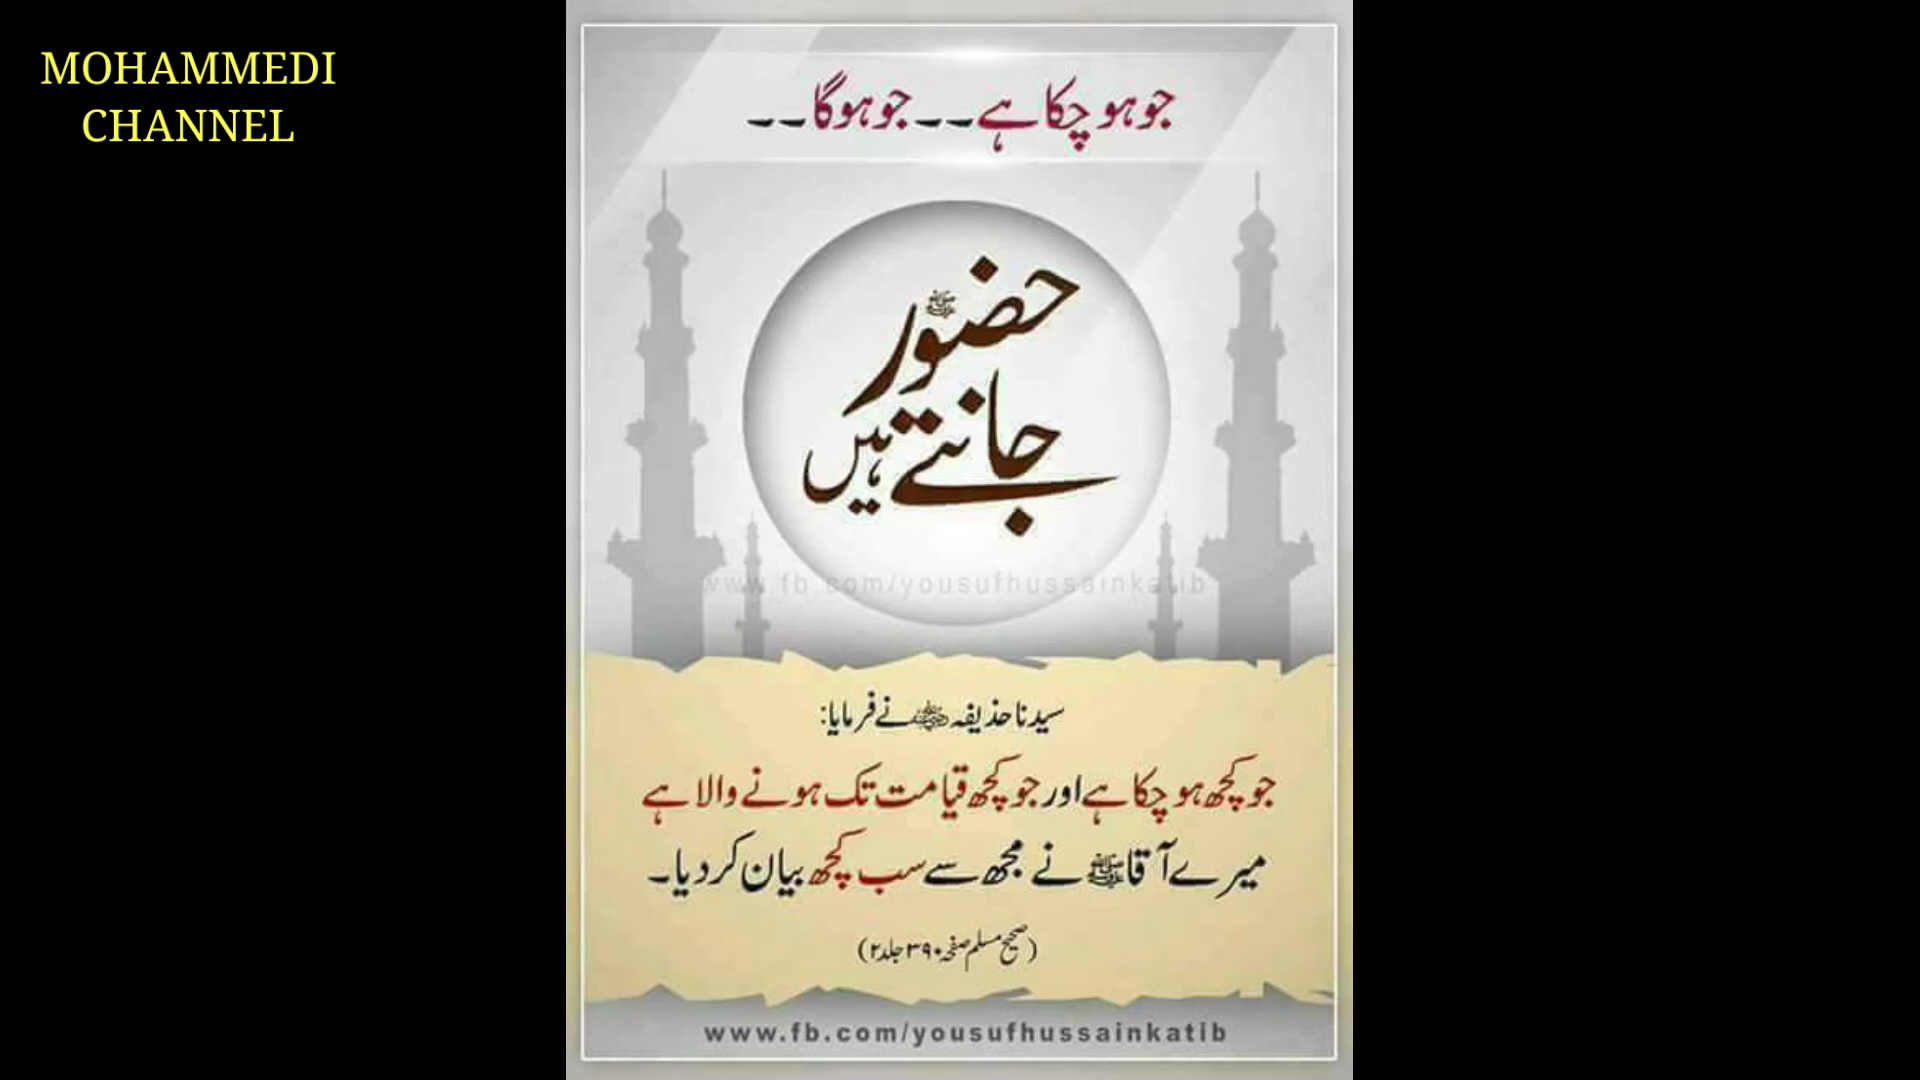 MOHAMMEDI
CHANNEL
جو ہو چکا ہے ۔۔ جو ہوگا ۔۔
حضور ﷺ
جانتے ہیں
www.fb.com/yousufhussainkatib
سیدنا حذیفہ رضی اللہ عنہ نے فرمایا:
جو کچھ ہو چکا ہے اور جو کچھ قیامت تک ہونے والا ہے
میرے آقا ﷺ نے مجھ سے سب کچھ بیان کر دیا۔
(صحیح مسلم صفحہ ۳۹۰ جلد ۲)
www.fb.com/yousufhussainkatib